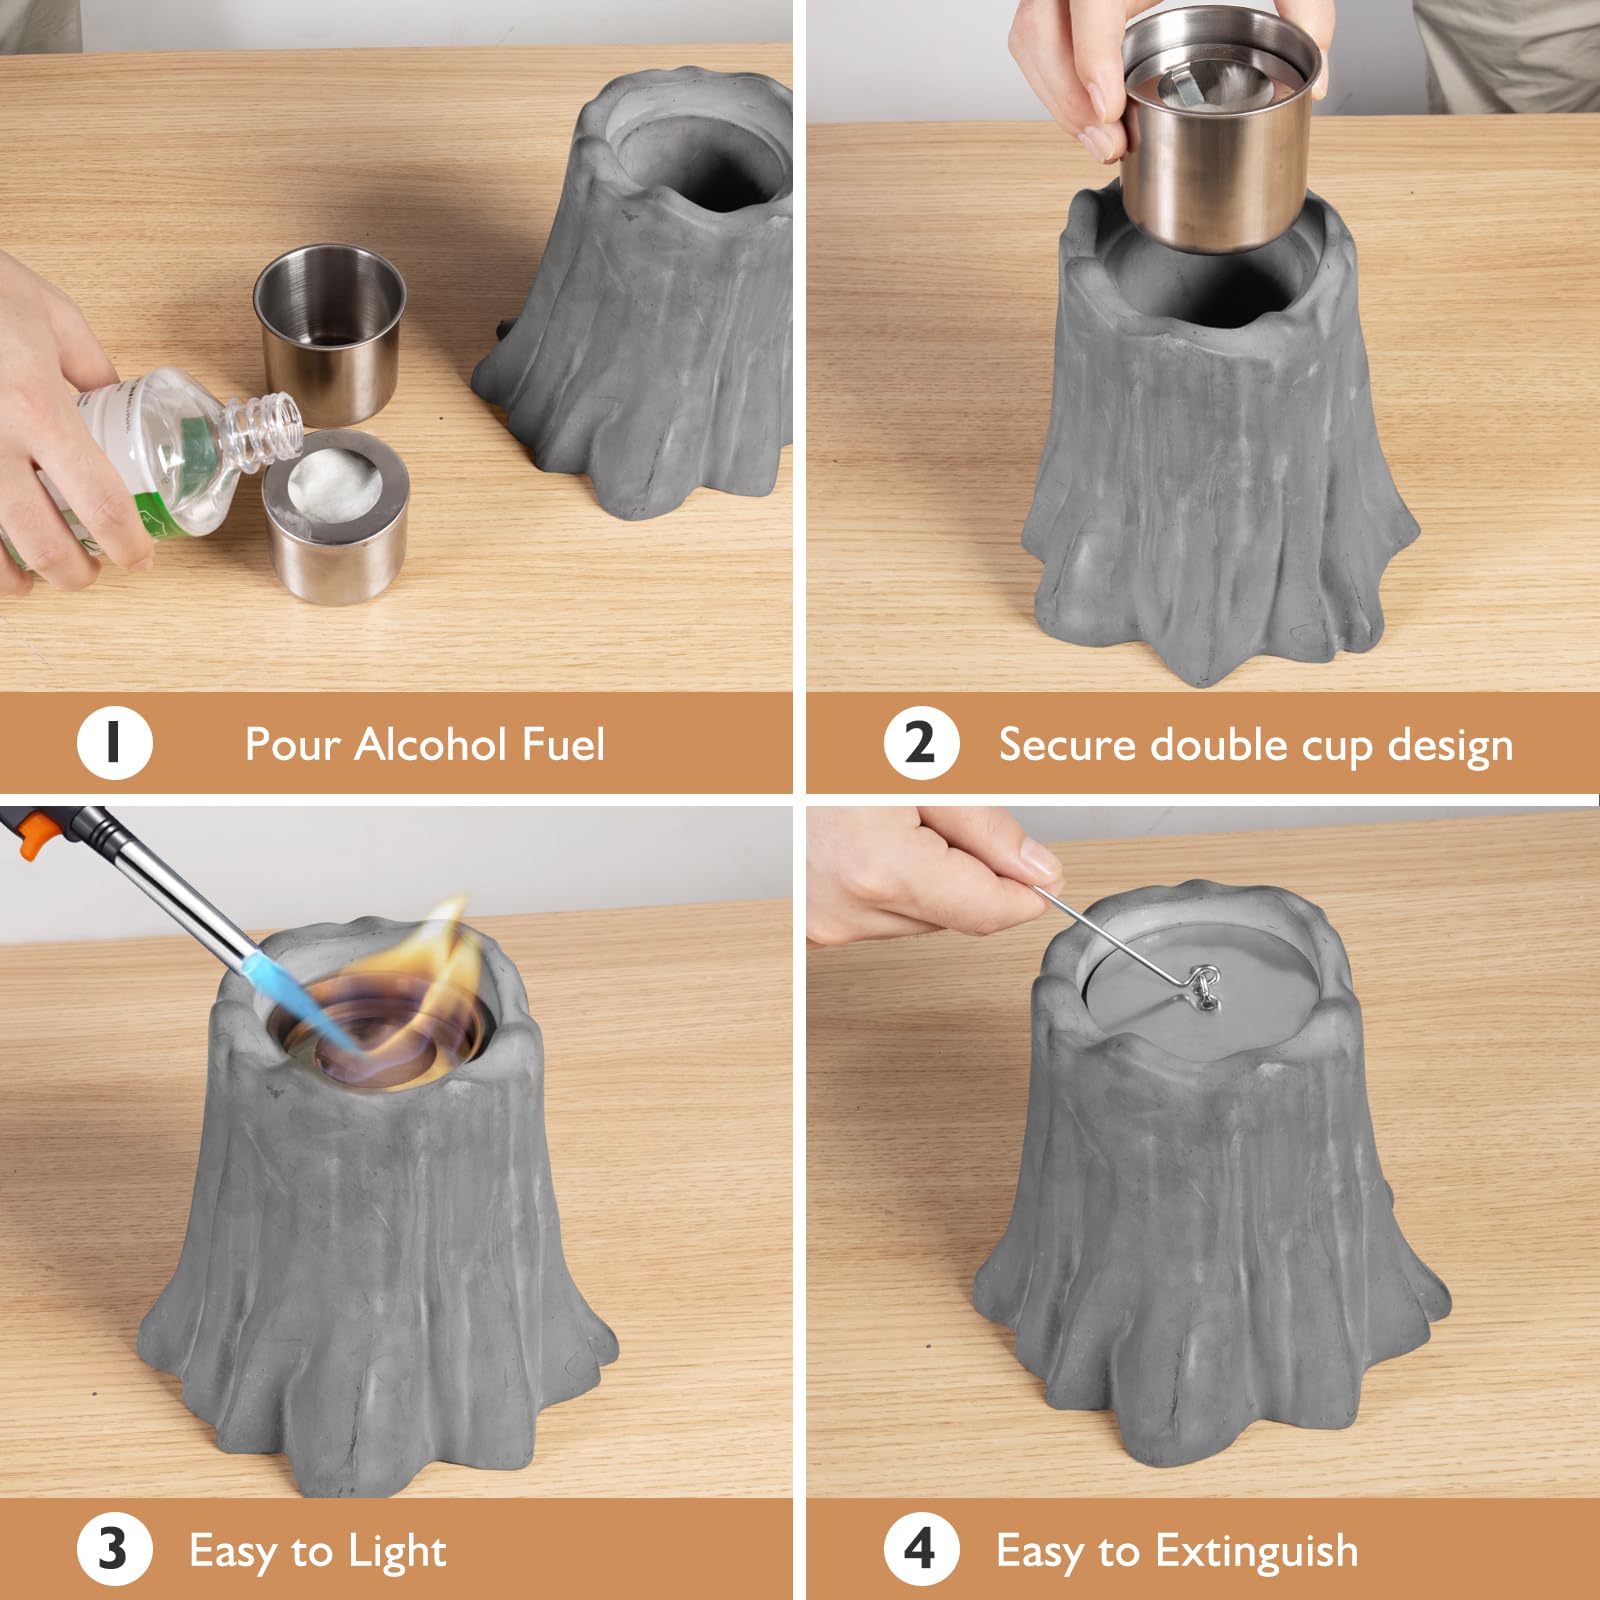 1 Pour Alcohol Fuel
2 Secure double cup design
3 Easy to Light
4 Easy to Extinguish